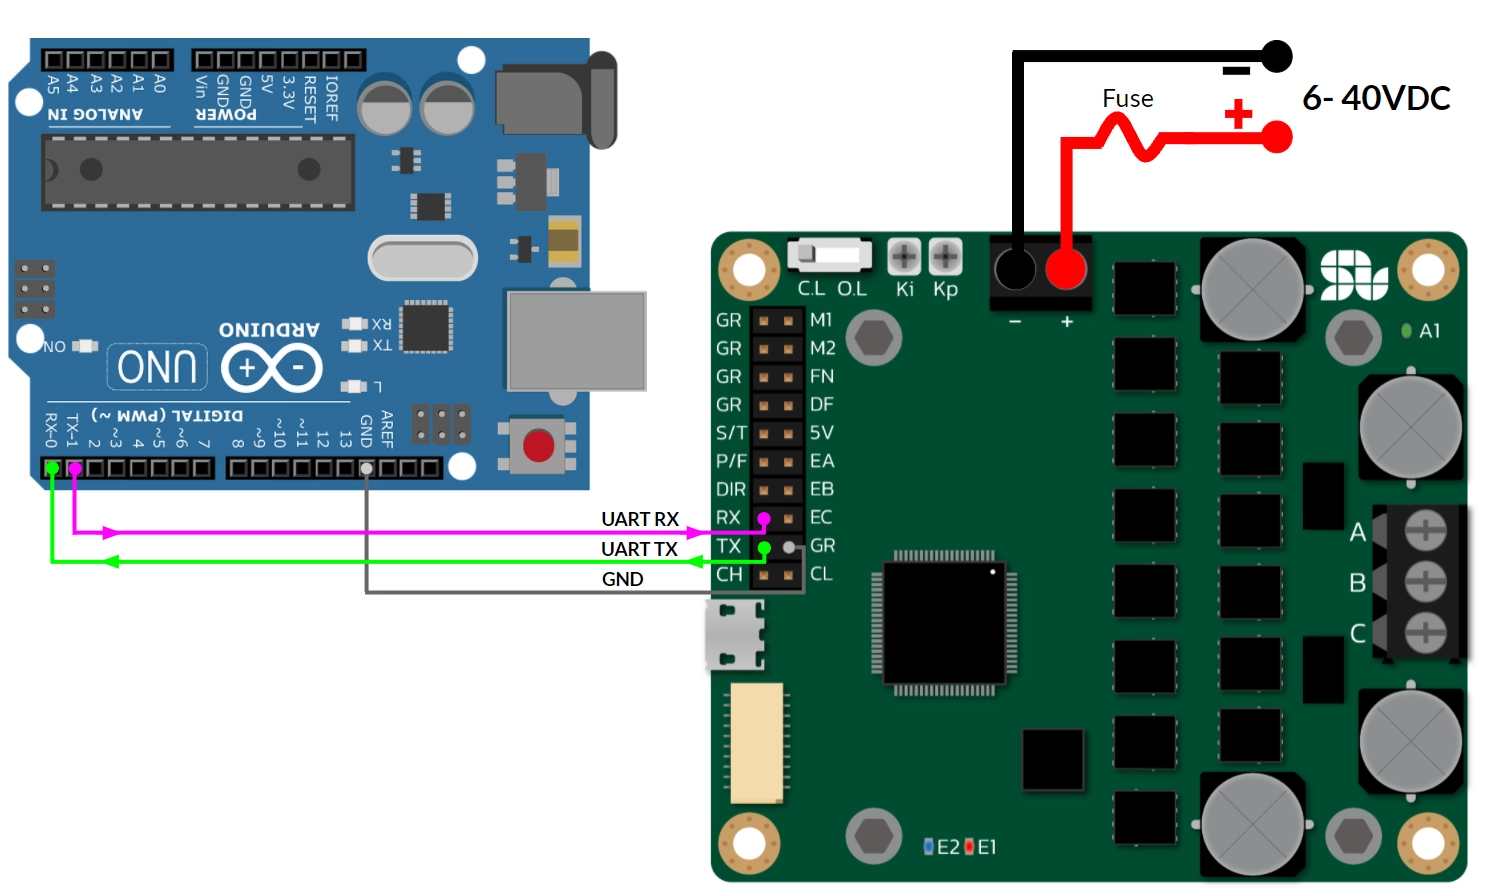 A5 A4 A3 A2 A1 A0
Vin GND GND 5V 3.3V RESET IOREF
ANALOG IN
POWER
RX
TX
L
ARDUINO
UNO
ON
DIGITAL (PWM ~)
RX-0 TX-1 2 ~3 4 ~5 ~6 7
8 ~9 ~10 ~11 12 13 GND AREF
UART RX
UART TX
GND
Fuse
-
+
6- 40VDC
C.L O.L
Ki Kp
- +
GR M1
GR M2
GR FN
GR DF
S/T 5V
P/F EA
DIR EB
RX EC
TX GR
CH CL
A1
A
B
C
E2 E1